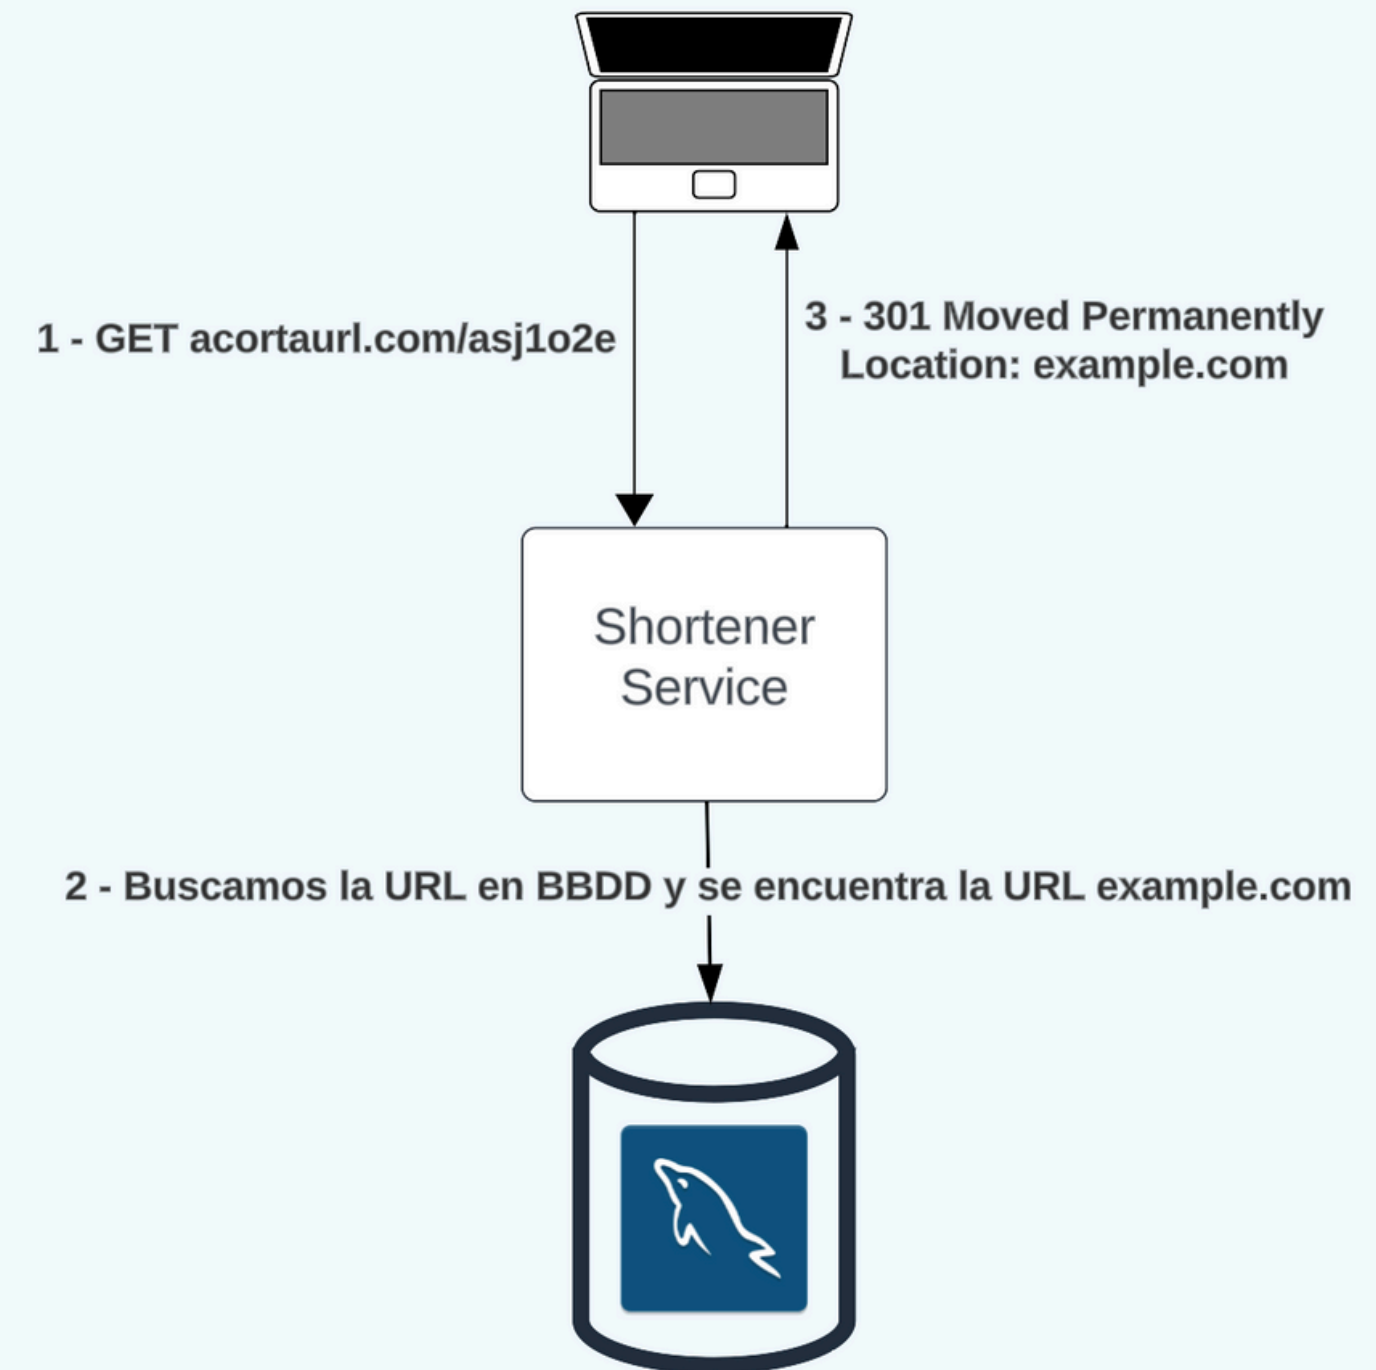 1 - GET acortaurl.com/asj1o2e
3 - 301 Moved Permanently
Location: example.com
Shortener
Service
2 - Buscamos la URL en BBDD y se encuentra la URL example.com